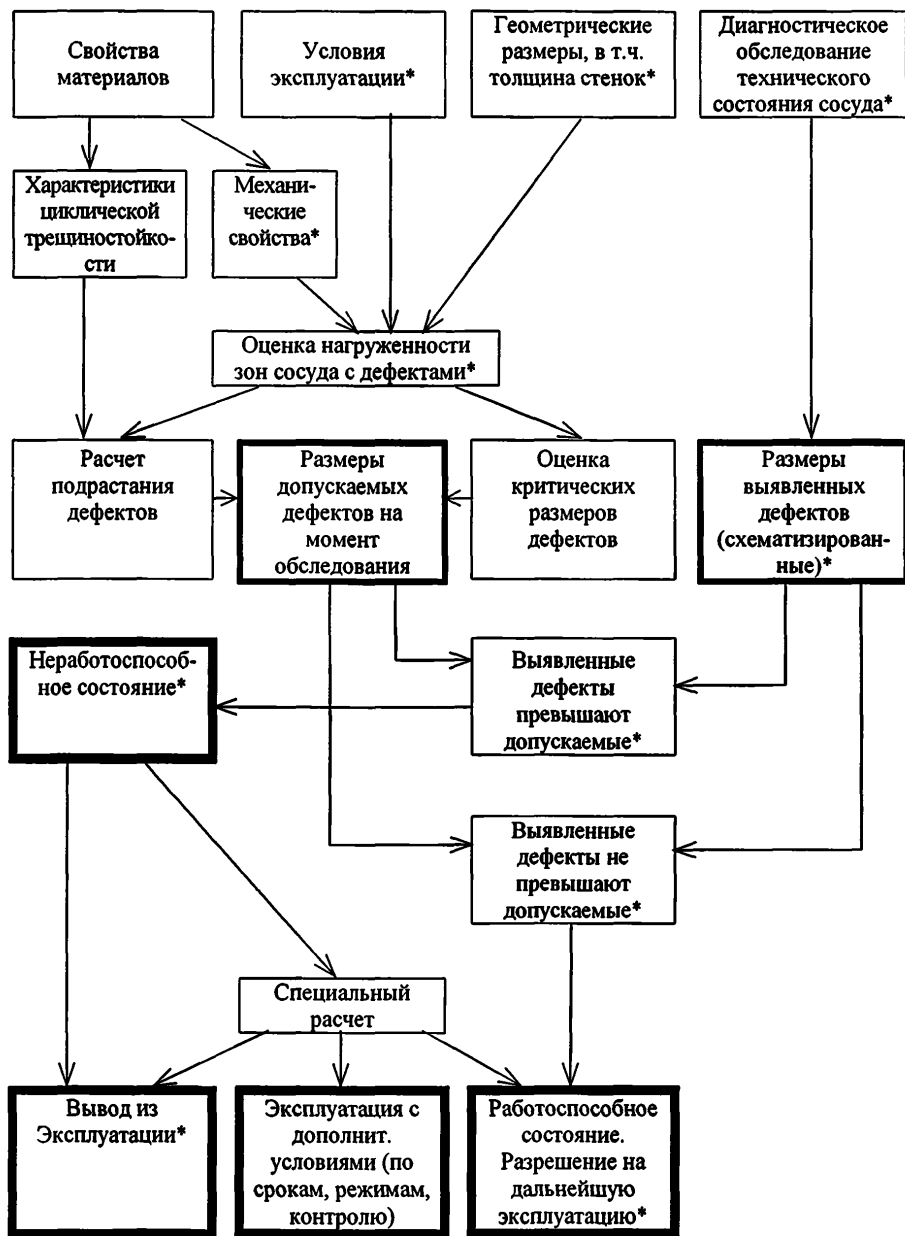 Свойства
материалов
Условия
эксплуатации*
Геометрические
размеры, в т.ч.
толщина стенок*
Диагностическое
обследование
технического
состояния сосуда*
Характеристики
циклической
трещиностойко-
сти
Механи-
ческие
свойства*
Оценка нагруженности
зон сосуда с дефектами*
Расчет
подрастания
дефектов
Размеры
допускаемых
дефектов на
момент
обследования
Оценка
критических
размеров
дефектов
Размеры
выявленных
дефектов
(схематизирован-
ные)*
Неработоспособ-
ное состояние*
Выявленные
дефекты
превышают
допускаемые*
Выявленные
дефекты не
превышают
допускаемые*
Специальный
расчет
Вывод из
Эксплуатации*
Эксплуатация с
дополнит.
условиями (по
срокам, режимам,
контролю)
Работоспособное
состояние.
Разрешение на
дальнейшую
эксплуатацию*